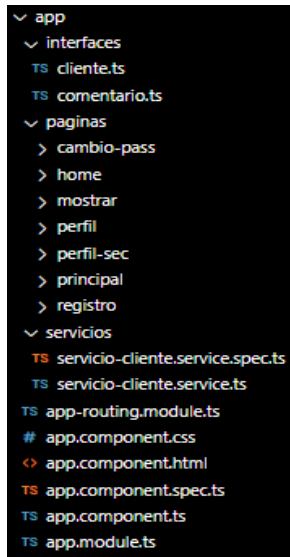 app
interfaces
TS cliente.ts
TS comentario.ts
paginas
cambio-pass
home
mostrar
perfil
perfil-sec
principal
registro
servicios
TS servicio-cliente.service.spec.ts
TS servicio-cliente.service.ts
TS app-routing.module.ts
# app.component.css
<> app.component.html
TS app.component.spec.ts
TS app.component.ts
TS app.module.ts